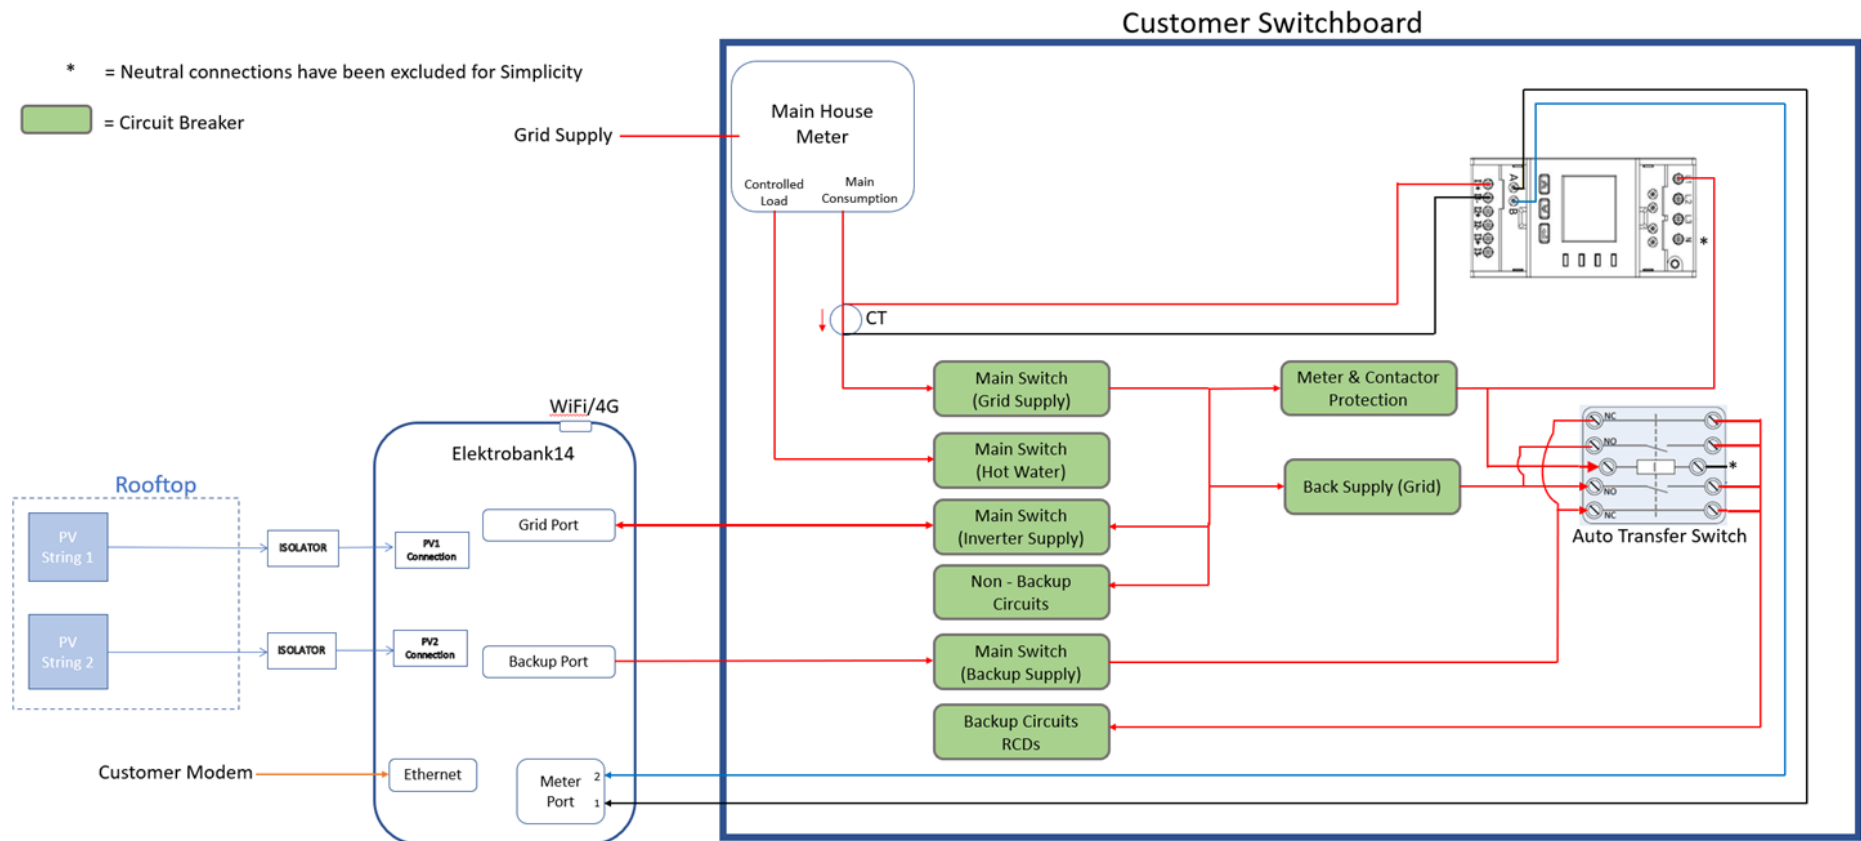 Customer Switchboard
* = Neutral connections have been excluded for Simplicity
= Circuit Breaker
Main House
Meter
Grid Supply
Controlled
Load
Main
Consumption
A
B
L1
L2
L3
N
*
CT
Main Switch
(Grid Supply)
Meter & Contactor
Protection
WiFi/4G
Elektrobank14
Main Switch
(Hot Water)
Back Supply (Grid)
NC
NO
*
NO
NC
Auto Transfer Switch
Rooftop
PV
String 1
ISOLATOR
PV1
Connection
Grid Port
Main Switch
(Inverter Supply)
Non - Backup
Circuits
PV
String 2
ISOLATOR
PV2
Connection
Backup Port
Main Switch
(Backup Supply)
Backup Circuits
RCDs
Customer Modem
Ethernet
Meter
Port
2
1